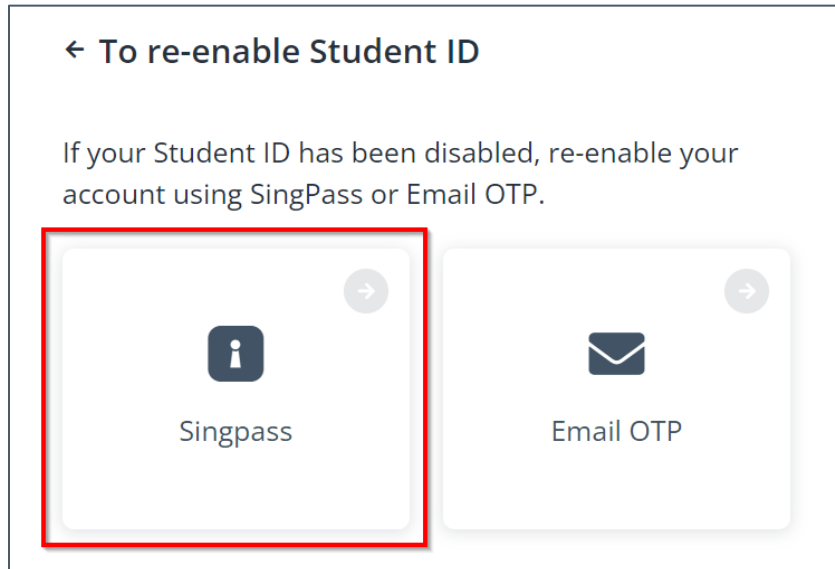 ← To re-enable Student ID
If your Student ID has been disabled, re-enable your
account using SingPass or Email OTP.
Singpass
Email OTP